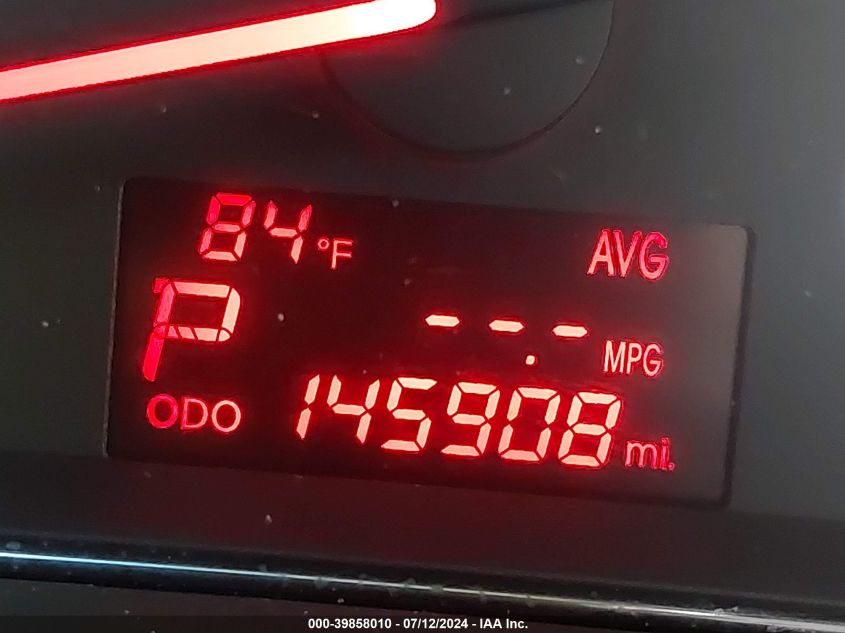 84 °F AVG
P --.- MPG
ODO 145908 mi.
000-39858010 - 07/12/2024 - IAA Inc.